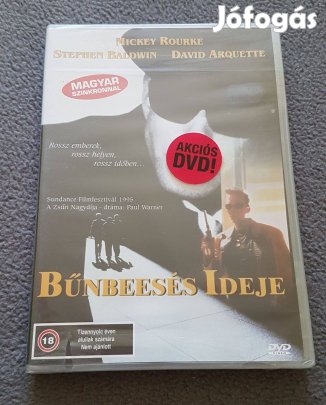 Jófogás
MICKEY ROURKE
STEPHEN BALDWIN DAVID ARQUETTE
MAGYAR
SZINKRONNAL
AKCIÓS
DVD!
Rossz emberek,
rossz helyen,
rossz időben...
Sundance Filmfesztivál 1995
A Zsűri Nagydíja - dráma: Paul Warner
BŰNBEESÉS IDEJE
18
Tizennyolc éven
aluliak számára
Nem ajánlott
DVD
VIDEO